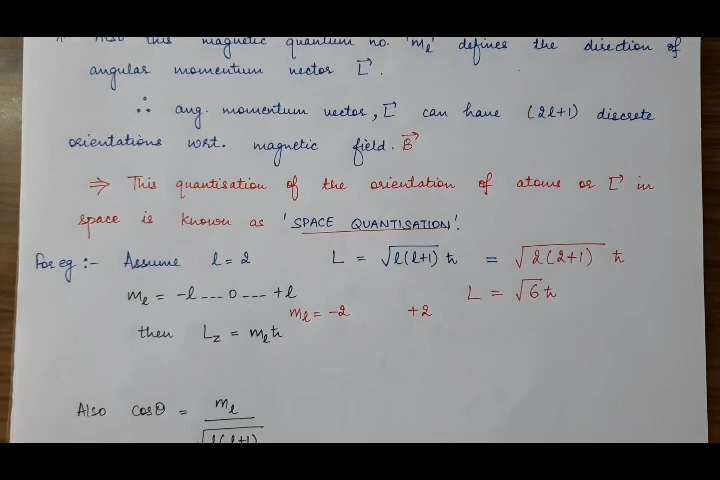 Also this magnetic quantum no. 'mℓ' defines the direction of
angular momentum vector L⃗.
∴ ang. momentum vector, L⃗ can have (2ℓ+1) discrete
orientations w.r.t. magnetic field. B⃗
⇒ This quantisation of the orientation of atoms or L⃗ in
space is known as 'SPACE QUANTISATION'.
For eg :- Assume ℓ = 2 L = √ℓ(ℓ+1) ħ = √2(2+1) ħ
mℓ = -ℓ --- 0 --- +ℓ L = √6 ħ
mℓ = -2 +2
then Lz = mℓ ħ
Also cosθ = mℓ / √ℓ(ℓ+1)